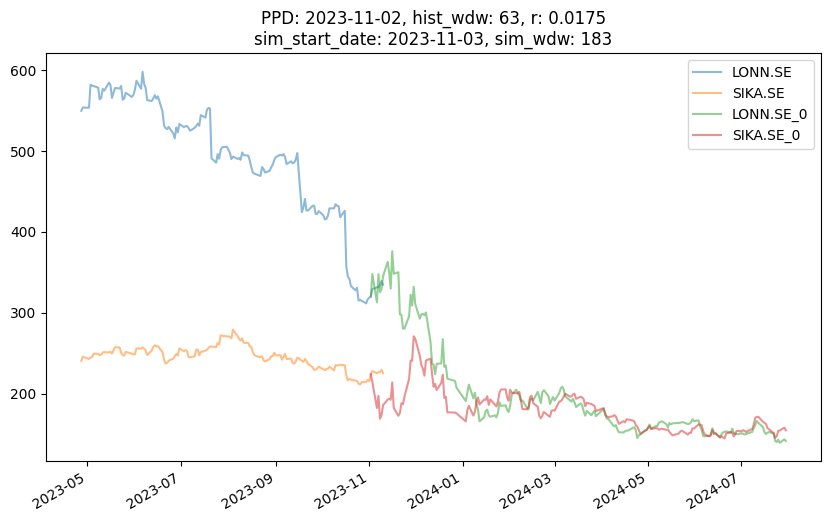 PPD: 2023-11-02, hist_wdw: 63, r: 0.0175
sim_start_date: 2023-11-03, sim_wdw: 183
LONN.SE
SIKA.SE
LONN.SE_0
SIKA.SE_0
600
500
400
300
200
2023-05
2023-07
2023-09
2023-11
2024-01
2024-03
2024-05
2024-07